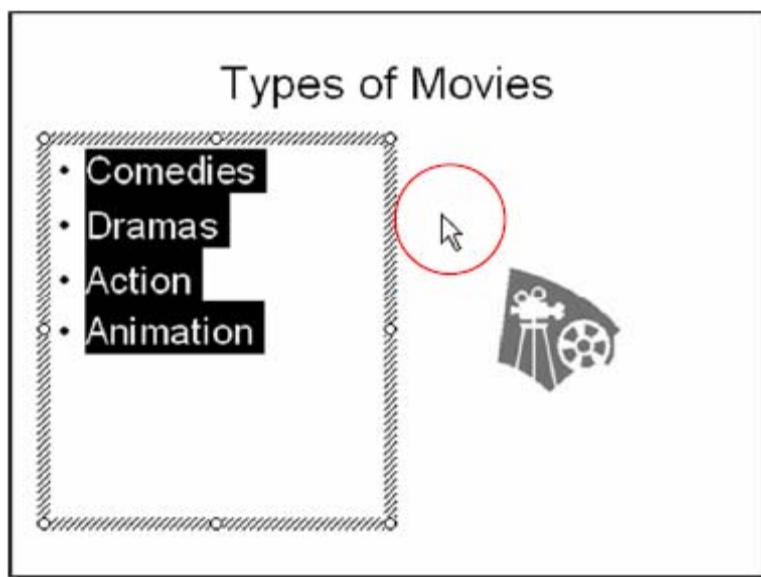 Types of Movies
• Comedies
• Dramas
• Action
• Animation